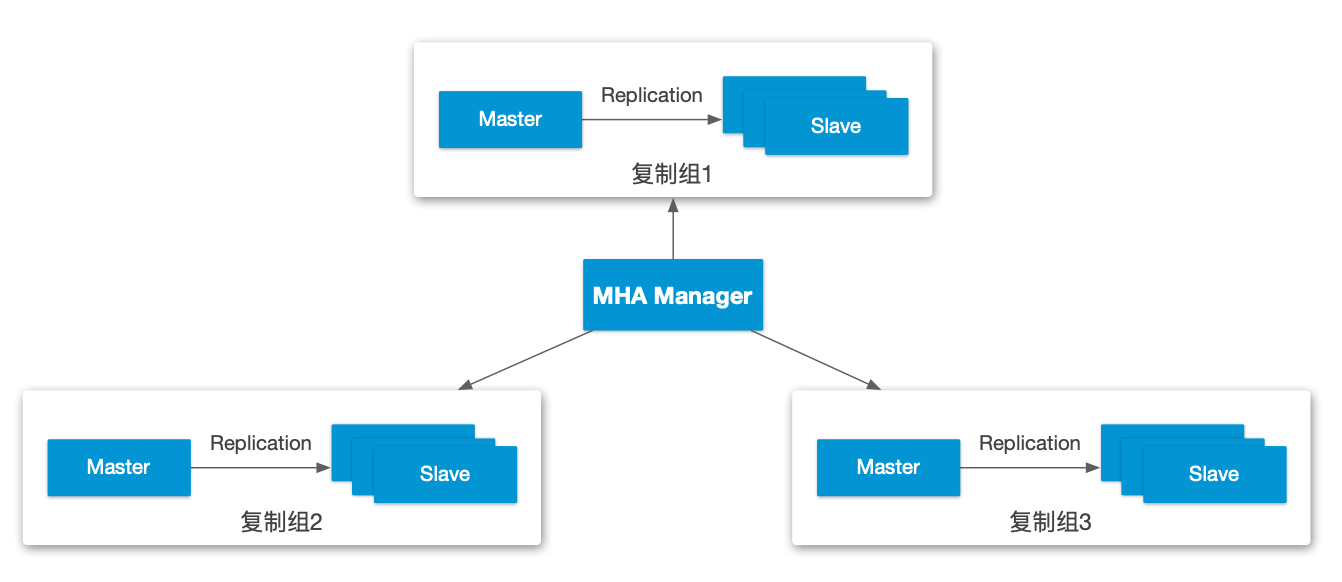 Replication
Master
Slave
复制组1
MHA Manager
Replication
Master
Slave
复制组2
Replication
Master
Slave
复制组3